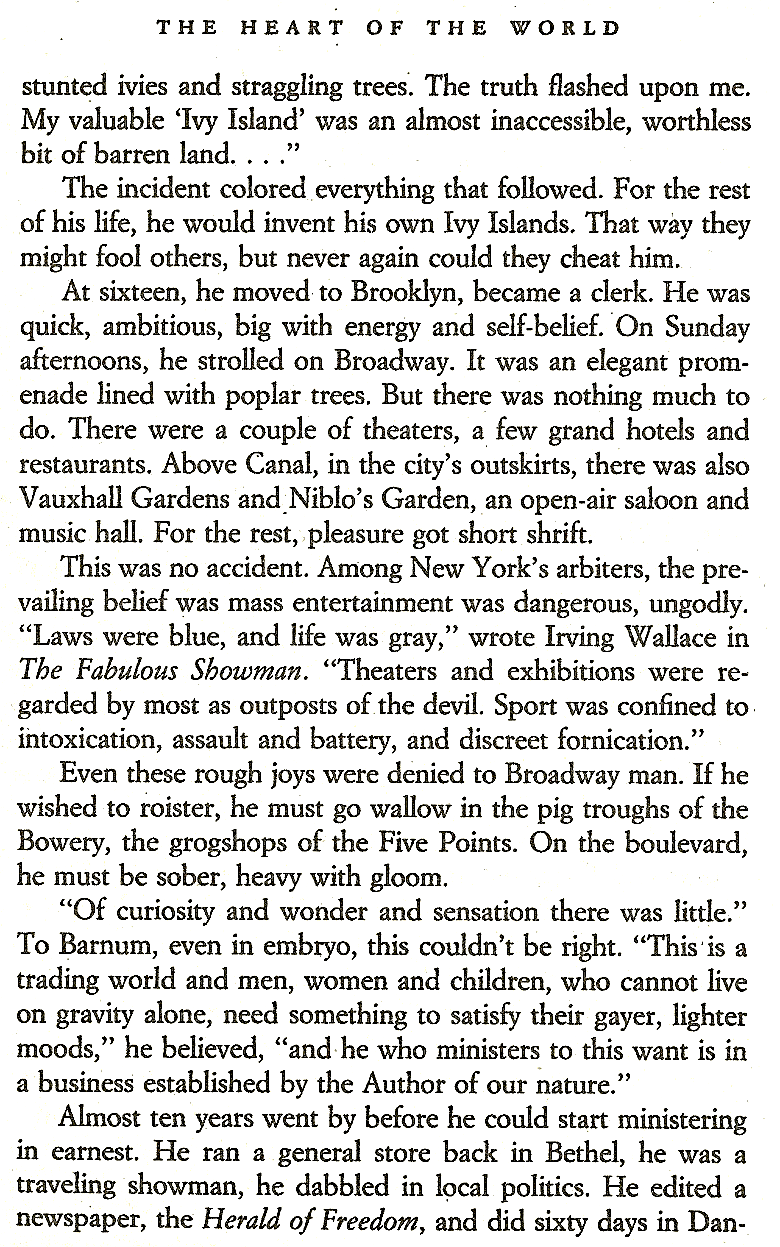 THE HEART OF THE WORLD
stunted ivies and straggling trees. The truth flashed upon me.
My valuable ‘Ivy Island’ was an almost inaccessible, worthless
bit of barren land. . . .”
The incident colored everything that followed. For the rest
of his life, he would invent his own Ivy Islands. That way they
might fool others, but never again could they cheat him.
At sixteen, he moved to Brooklyn, became a clerk. He was
quick, ambitious, big with energy and self-belief. On Sunday
afternoons, he strolled on Broadway. It was an elegant prom-
enade lined with poplar trees. But there was nothing much to
do. There were a couple of theaters, a few grand hotels and
restaurants. Above Canal, in the city’s outskirts, there was also
Vauxhall Gardens and Niblo’s Garden, an open-air saloon and
music hall. For the rest, pleasure got short shrift.
This was no accident. Among New York’s arbiters, the pre-
vailing belief was mass entertainment was dangerous, ungodly.
“Laws were blue, and life was gray,” wrote Irving Wallace in
The Fabulous Showman. “Theaters and exhibitions were re-
garded by most as outposts of the devil. Sport was confined to
intoxication, assault and battery, and discreet fornication.”
Even these rough joys were denied to Broadway man. If he
wished to roister, he must go wallow in the pig troughs of the
Bowery, the grogshops of the Five Points. On the boulevard,
he must be sober, heavy with gloom.
“Of curiosity and wonder and sensation there was little.”
To Barnum, even in embryo, this couldn’t be right. “This is a
trading world and men, women and children, who cannot live
on gravity alone, need something to satisfy their gayer, lighter
moods,” he believed, “and he who ministers to this want is in
a business established by the Author of our nature.”
Almost ten years went by before he could start ministering
in earnest. He ran a general store back in Bethel, he was a
traveling showman, he dabbled in local politics. He edited a
newspaper, the Herald of Freedom, and did sixty days in Dan-